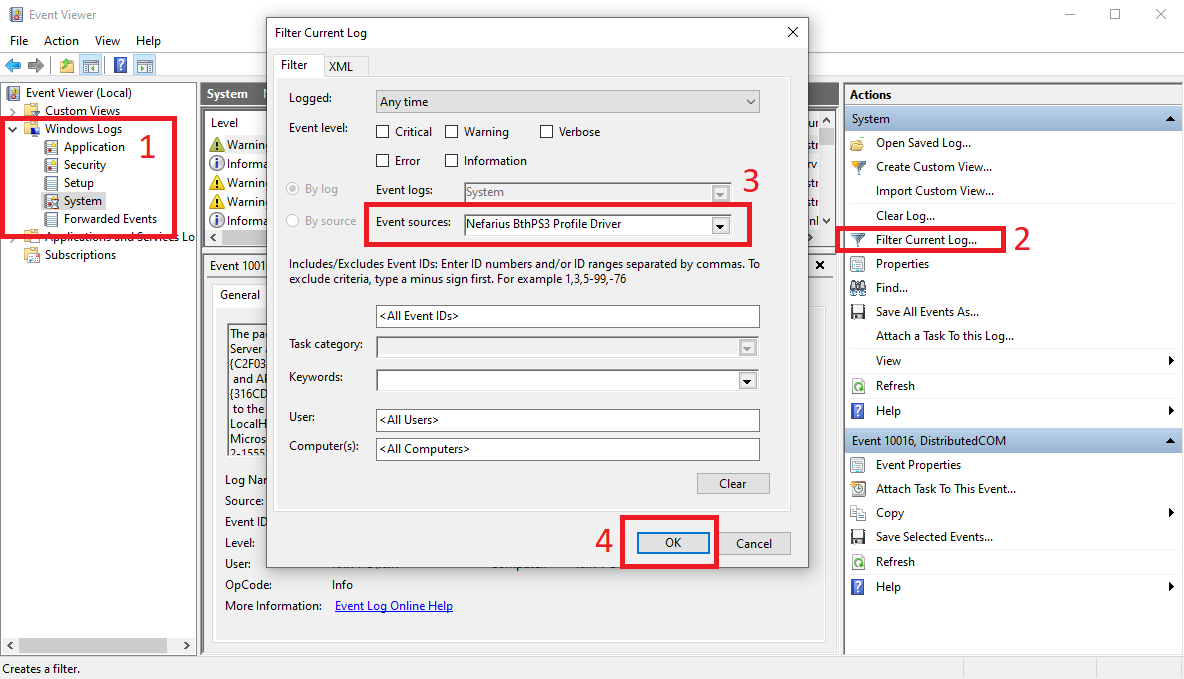 Event Viewer
File Action View Help
Event Viewer (Local)
Custom Views
Windows Logs
Application
Security
Setup
System
Forwarded Events
Applications and Services Lo
Subscriptions
1
System
Level
Warnin
Informa
Warnin
Warnin
Informa
Event 10016
General
The pa
Server a
{C2F03
and AP
{316CD
to the
LocalH
Micros
2-1555
Log Nar
Source:
Event ID
Level:
User:
OpCode: Info
More Information: Event Log Online Help
Filter Current Log
Filter XML
Logged: Any time
Event level: Critical Warning Verbose
Error Information
By log Event logs: System
3
By source Event sources: Nefarius BthPS3 Profile Driver
Includes/Excludes Event IDs: Enter ID numbers and/or ID ranges separated by commas. To
exclude criteria, type a minus sign first. For example 1,3,5-99,-76
<All Event IDs>
Task category:
Keywords:
User: <All Users>
Computer(s): <All Computers>
Clear
4
OK Cancel
Actions
System
Open Saved Log...
Create Custom View...
Import Custom View...
Clear Log...
Filter Current Log...
2
Properties
Find...
Save All Events As...
Attach a Task To this Log...
View
Refresh
Help
Event 10016, DistributedCOM
Event Properties
Attach Task To This Event...
Copy
Save Selected Events...
Refresh
Help
Creates a filter.